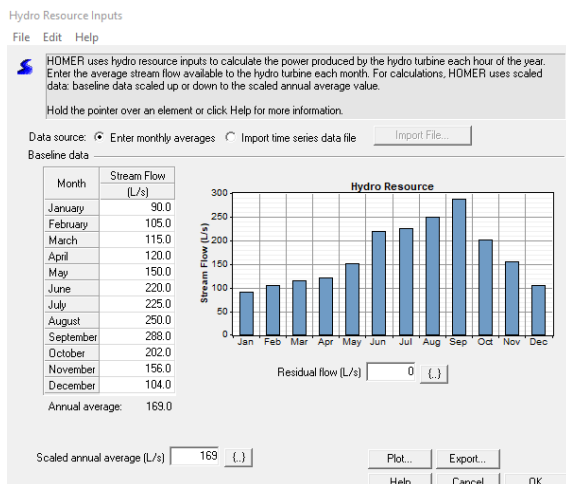 Hydro Resource Inputs
File Edit Help
HOMER uses hydro resource inputs to calculate the power produced by the hydro turbine each hour of the year.
Enter the average stream flow available to the hydro turbine each month. For calculations, HOMER uses scaled
data: baseline data scaled up or down to the scaled annual average value.
Hold the pointer over an element or click Help for more information.
Data source: Enter monthly averages Import time series data file Import File...
Baseline data
Month Stream Flow
(L/s)
January 90.0
February 105.0
March 115.0
April 120.0
May 150.0
June 220.0
July 225.0
August 250.0
September 288.0
October 202.0
November 156.0
December 104.0
Annual average: 169.0
Hydro Resource
Stream Flow (L/s)
300
250
200
150
100
50
0
Jan Feb Mar Apr May Jun Jul Aug Sep Oct Nov Dec
Residual flow (L/s) 0 {..}
Scaled annual average (L/s) 169 {..}
Plot... Export...
Help Cancel OK